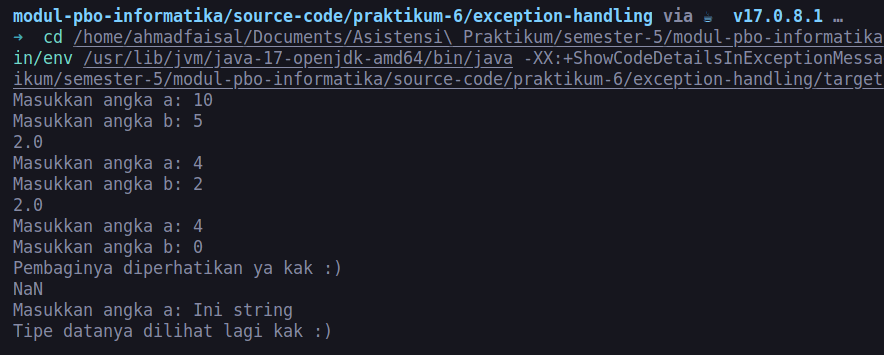 modul-pbo-informatika/source-code/praktikum-6/exception-handling via ☕ v17.0.8.1 …
➜ cd /home/ahmadfaisal/Documents/Asistensi\ Praktikum/semester-5/modul-pbo-informatika
in/env /usr/lib/jvm/java-17-openjdk-amd64/bin/java -XX:+ShowCodeDetailsInExceptionMessa
ikum/semester-5/modul-pbo-informatika/source-code/praktikum-6/exception-handling/target
Masukkan angka a: 10
Masukkan angka b: 5
2.0
Masukkan angka a: 4
Masukkan angka b: 2
2.0
Masukkan angka a: 4
Masukkan angka b: 0
Pembaginya diperhatikan ya kak :)
NaN
Masukkan angka a: Ini string
Tipe datanya dilihat lagi kak :)